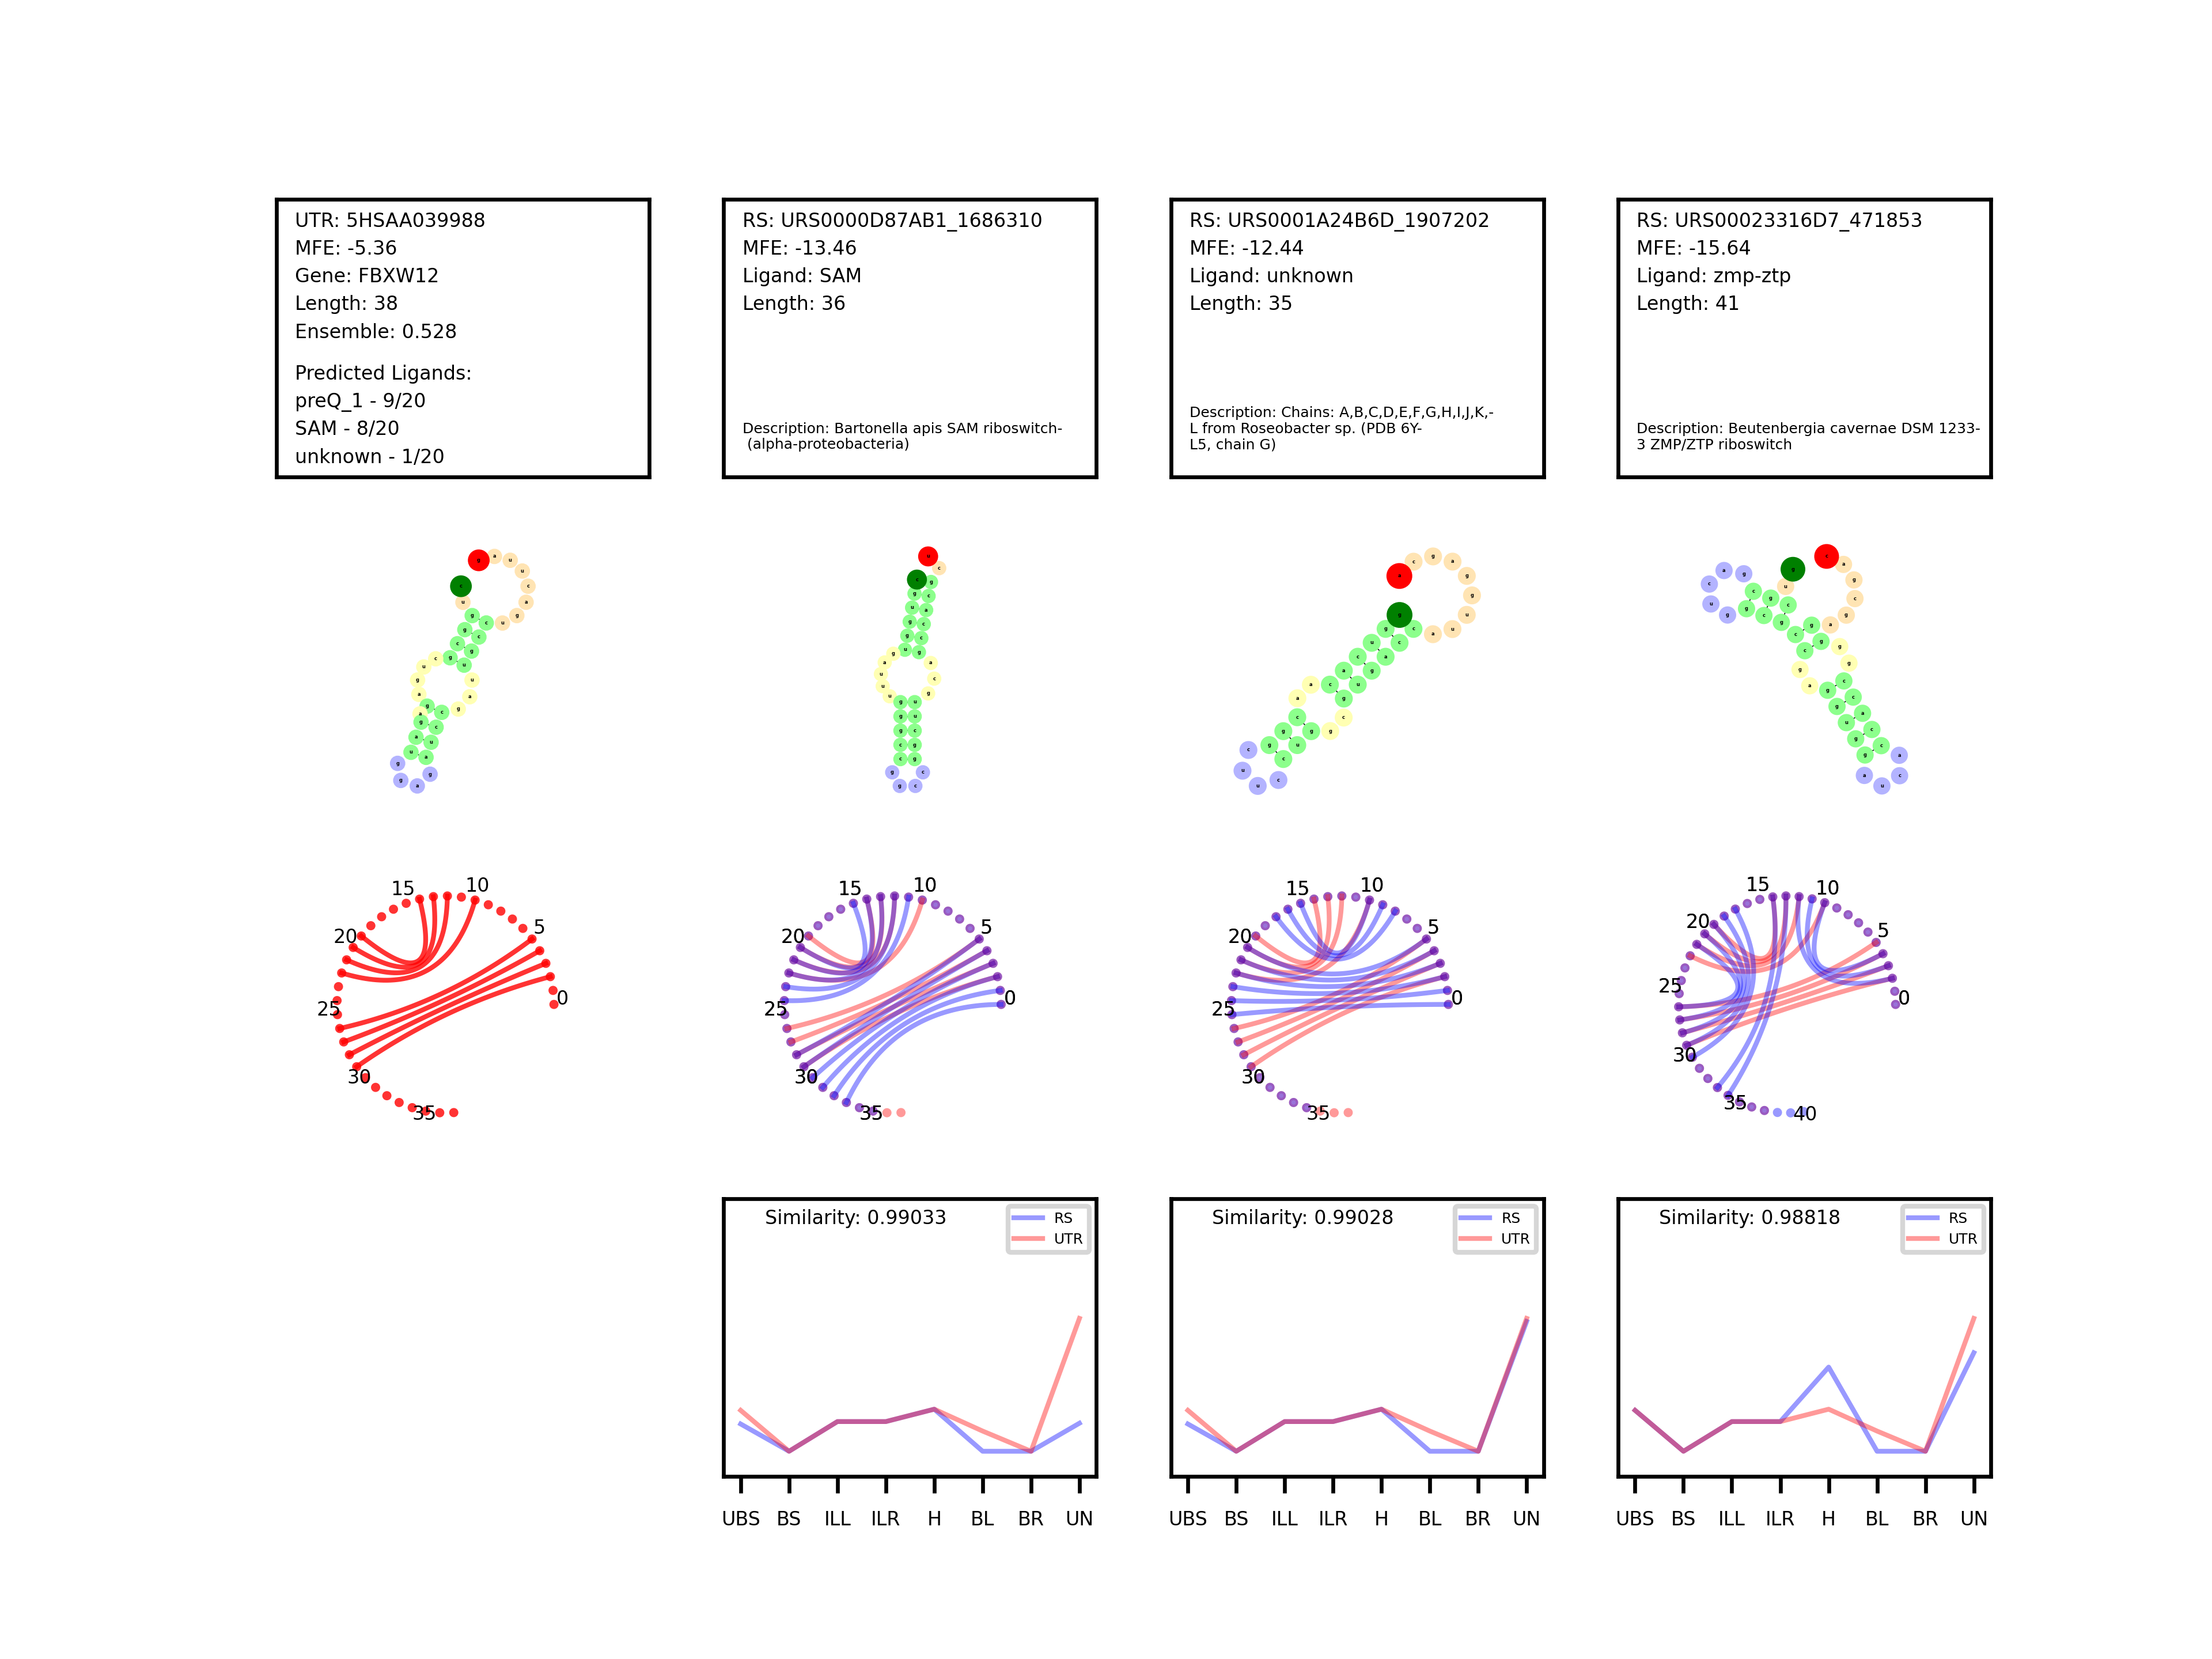 UTR: 5HSAA039988
MFE: -5.36
Gene: FBXW12
Length: 38
Ensemble: 0.528
Predicted Ligands:
preQ_1 - 9/20
SAM - 8/20
unknown - 1/20
RS: URS0000D87AB1_1686310
MFE: -13.46
Ligand: SAM
Length: 36
Description: Bartonella apis SAM riboswitch-
(alpha-proteobacteria)
RS: URS0001A24B6D_1907202
MFE: -12.44
Ligand: unknown
Length: 35
Description: Chains: A,B,C,D,E,F,G,H,I,J,K,-
L from Roseobacter sp. (PDB 6Y-
L5, chain G)
RS: URS00023316D7_471853
MFE: -15.64
Ligand: zmp-ztp
Length: 41
Description: Beutenbergia cavernae DSM 1233-
3 ZMP/ZTP riboswitch
0
5
10
15
20
25
30
35
0
5
10
15
20
25
30
35
0
5
10
15
20
25
30
35
0
5
10
15
20
25
30
35
40
Similarity: 0.99033
RS
UTR
UBS BS ILL ILR H BL BR UN
Similarity: 0.99028
RS
UTR
UBS BS ILL ILR H BL BR UN
Similarity: 0.98818
RS
UTR
UBS BS ILL ILR H BL BR UN